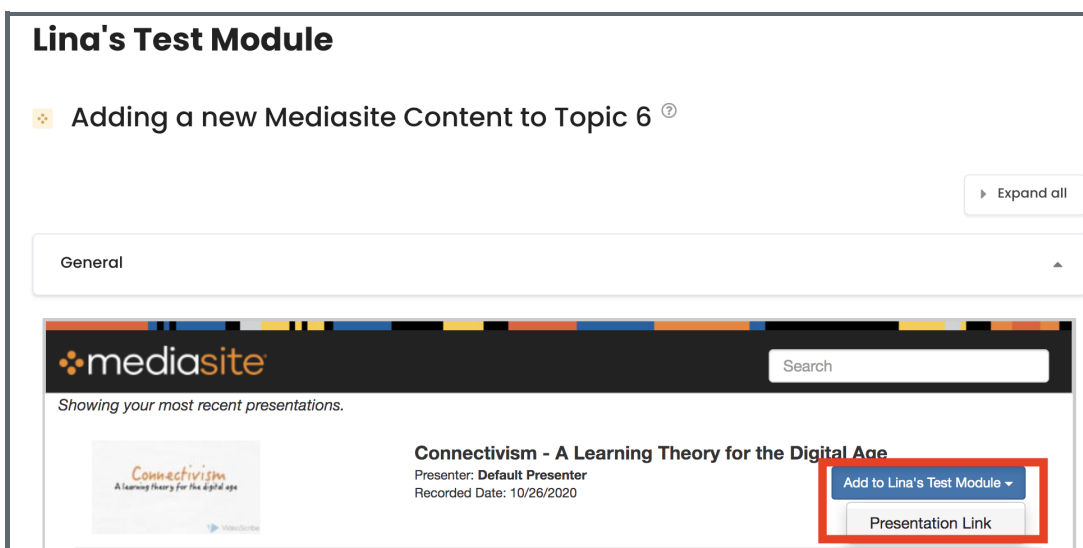 Lina's Test Module
Adding a new Mediasite Content to Topic 6 ?
Expand all
General
mediasite
Search
Showing your most recent presentations.
Connectivism - A Learning Theory for the Digital Age
Presenter: Default Presenter
Recorded Date: 10/26/2020
Connectivism
A learning theory for the digital age
VideoScribe
Add to Lina's Test Module
Presentation Link